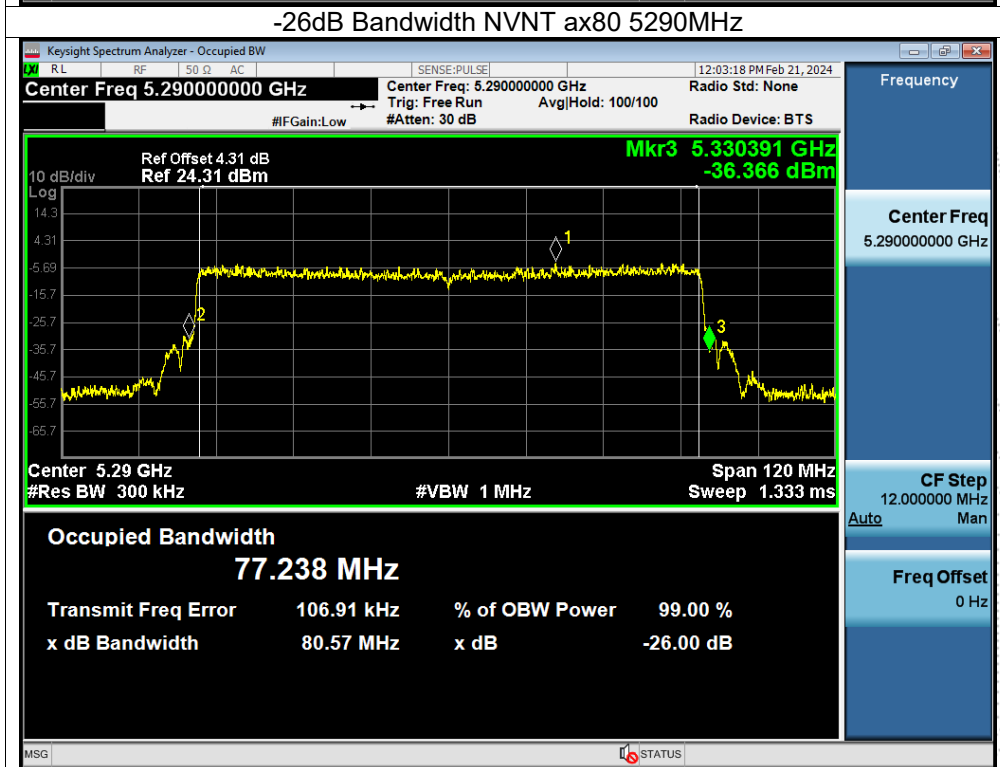 -26dB Bandwidth NVNT ax80 5290MHz
Keysight Spectrum Analyzer - Occupied BW
LXI RL RF 50 Ω AC SENSE:PULSE 12:03:18 PM Feb 21, 2024
Center Freq 5.290000000 GHz
Center Freq: 5.290000000 GHz Radio Std: None
Trig: Free Run Avg|Hold: 100/100
#IFGain:Low #Atten: 30 dB Radio Device: BTS
Frequency
Mkr3 5.330391 GHz
-36.366 dBm
Ref Offset 4.31 dB
10 dB/div Ref 24.31 dBm
Log
14.3
4.31
-5.69
-15.7
-25.7
-35.7
-45.7
-55.7
-65.7
1
2
3
Center 5.29 GHz Span 120 MHz
#Res BW 300 kHz #VBW 1 MHz Sweep 1.333 ms
Center Freq
5.290000000 GHz
CF Step
12.000000 MHz
Auto Man
Freq Offset
0 Hz
Occupied Bandwidth
77.238 MHz
Transmit Freq Error 106.91 kHz % of OBW Power 99.00 %
x dB Bandwidth 80.57 MHz x dB -26.00 dB
MSG STATUS